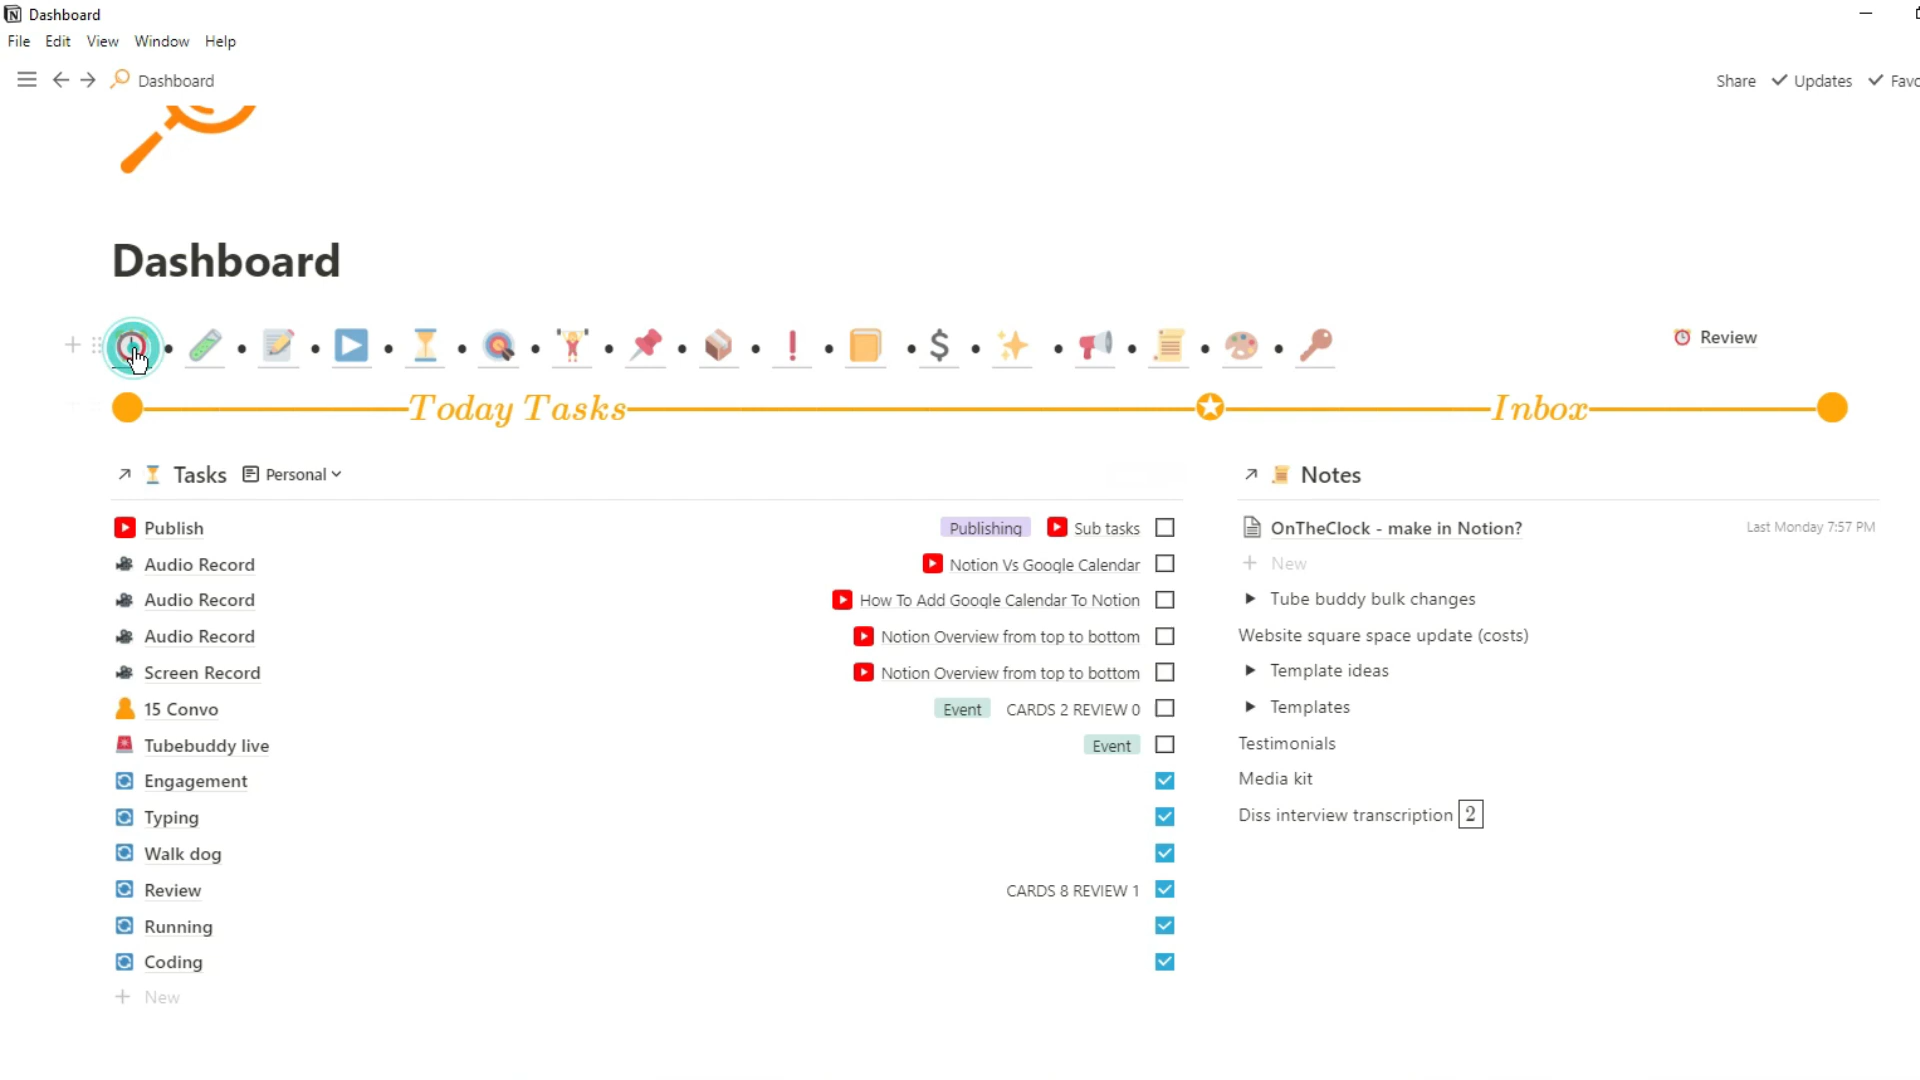 Dashboard
File Edit View Window Help
Dashboard Share Updates
Dashboard
Review
Today Tasks Inbox
Tasks Personal
Publish Publishing Sub tasks
Audio Record Notion Vs Google Calendar
Audio Record How To Add Google Calendar To Notion
Audio Record Notion Overview from top to bottom
Screen Record Notion Overview from top to bottom
15 Convo Event CARDS 2 REVIEW 0
Tubebuddy live Event
Engagement
Typing
Walk dog
Review CARDS 8 REVIEW 1
Running
Coding
+ New
Notes
OnTheClock - make in Notion? Last Monday 7:57 PM
+ New
Tube buddy bulk changes
Website square space update (costs)
Template ideas
Templates
Testimonials
Media kit
Diss interview transcription 2